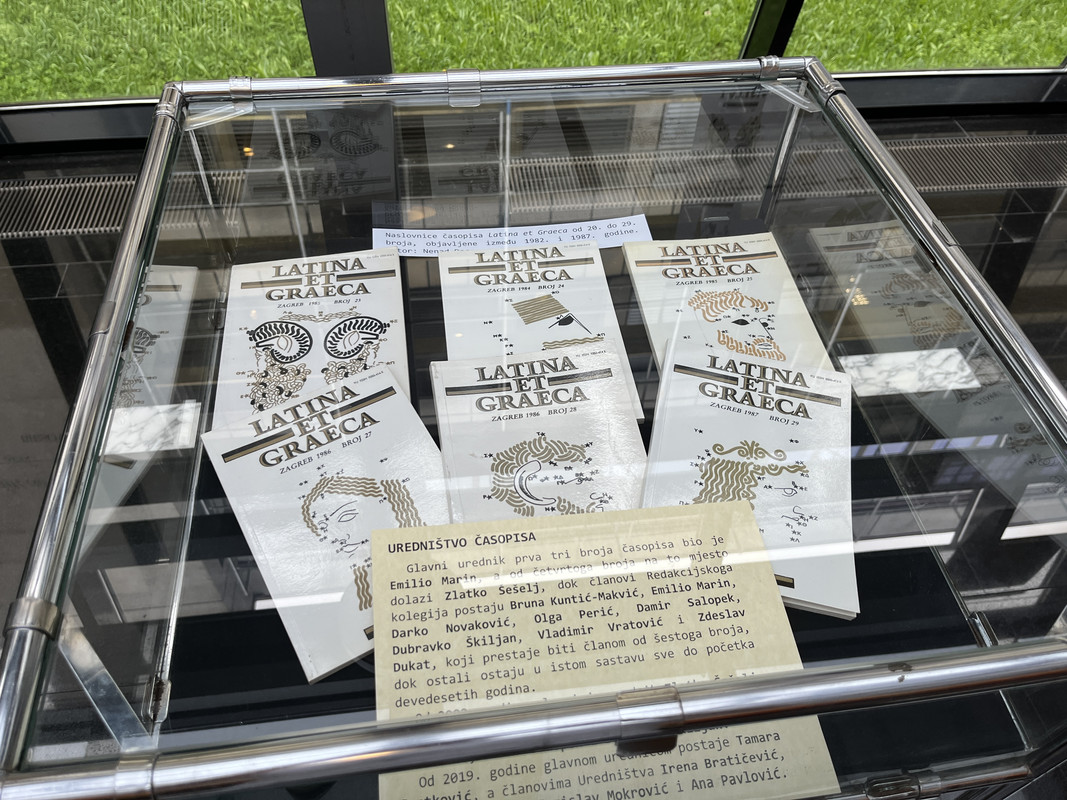 Naslovnice časopisa Latina et Graeca od 20. do 29.
broja, objavljene između 1982. i 1987. godine.
LATINA
ET
GRAECA
ZAGREB BROJ 23
LATINA
ET
GRAECA
ZAGREB 1984 BROJ 24
LATINA
ET
GRAECA
ZAGREB 1985 BROJ 25
LATINA
ET
GRAECA
ZAGREB 1986 BROJ 27
LATINA
ET
GRAECA
ZAGREB 1986 BROJ 28
LATINA
ET
GRAECA
ZAGREB 1987 BROJ 29
UREDNIŠTVO ČASOPISA
Glavni urednik prva tri broja časopisa bio je
Emilio Marin, a od četvrtoga broja na to mjesto
dolazi Zlatko Šešelj, dok članovi Redakcijskoga
kolegija postaju Bruna Kuntić-Makvić, Emilio Marin,
Darko Novaković, Olga Perić, Damir Salopek,
Dubravko Škiljan, Vladimir Vratović i Zdeslav
Dukat, koji prestaje biti članom od šestoga broja,
dok ostali ostaju u istom sastavu sve do početka
devedesetih godina.
Od 2019. godine glavnom urednicom postaje Tamara
a članovima Uredništva Irena Bratičević,
Mokrović i Ana Pavlović.